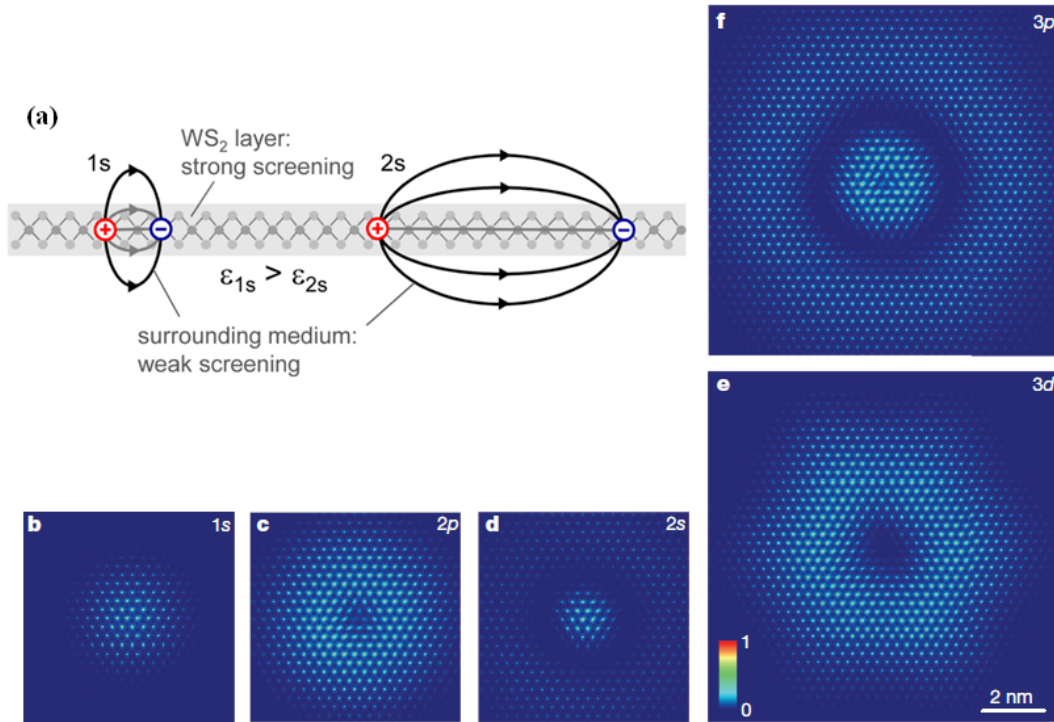 (a)
WS₂ layer:
strong screening
1s
2s
+
−
+
−
ε₁ₛ > ε₂ₛ
surrounding medium:
weak screening
b
1s
c
2p
d
2s
f
3p
e
3d
1
0
2 nm